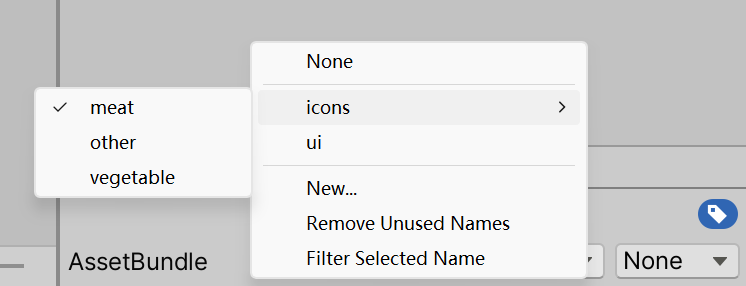 None
meat
icons
other
ui
vegetable
New...
Remove Unused Names
Filter Selected Name
AssetBundle
None